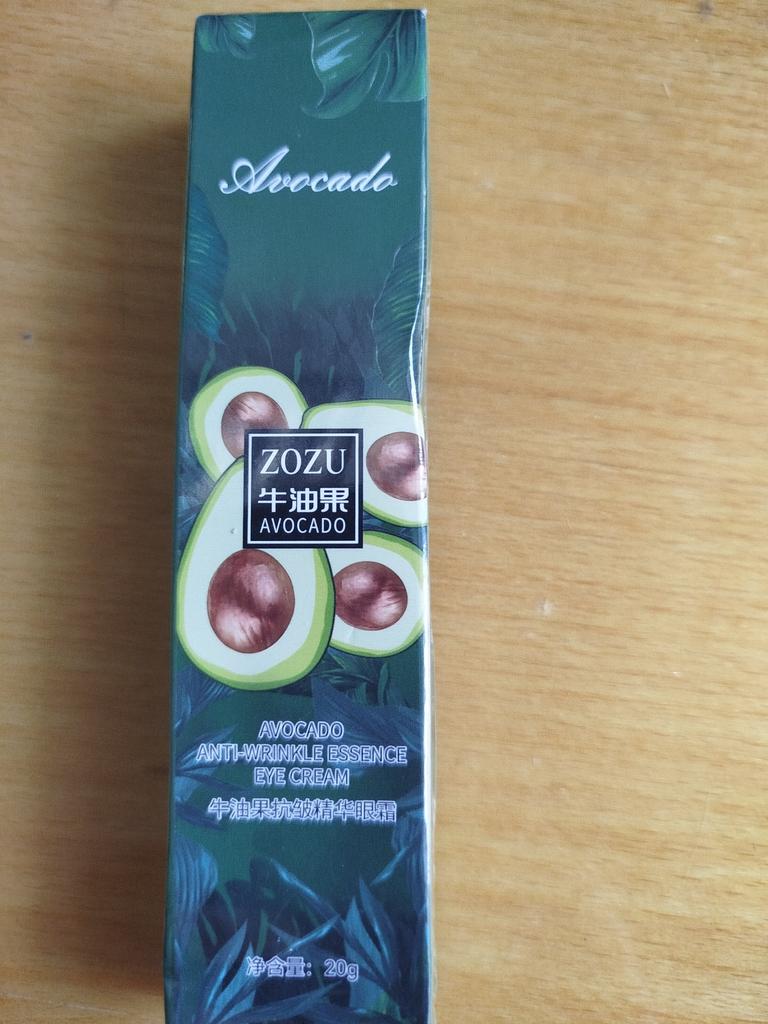 Avocado
ZOZU
牛油果
AVOCADO
AVOCADO
ANTI-WRINKLE ESSENCE
EYE CREAM
牛油果抗皱精华眼霜
净含量: 20g